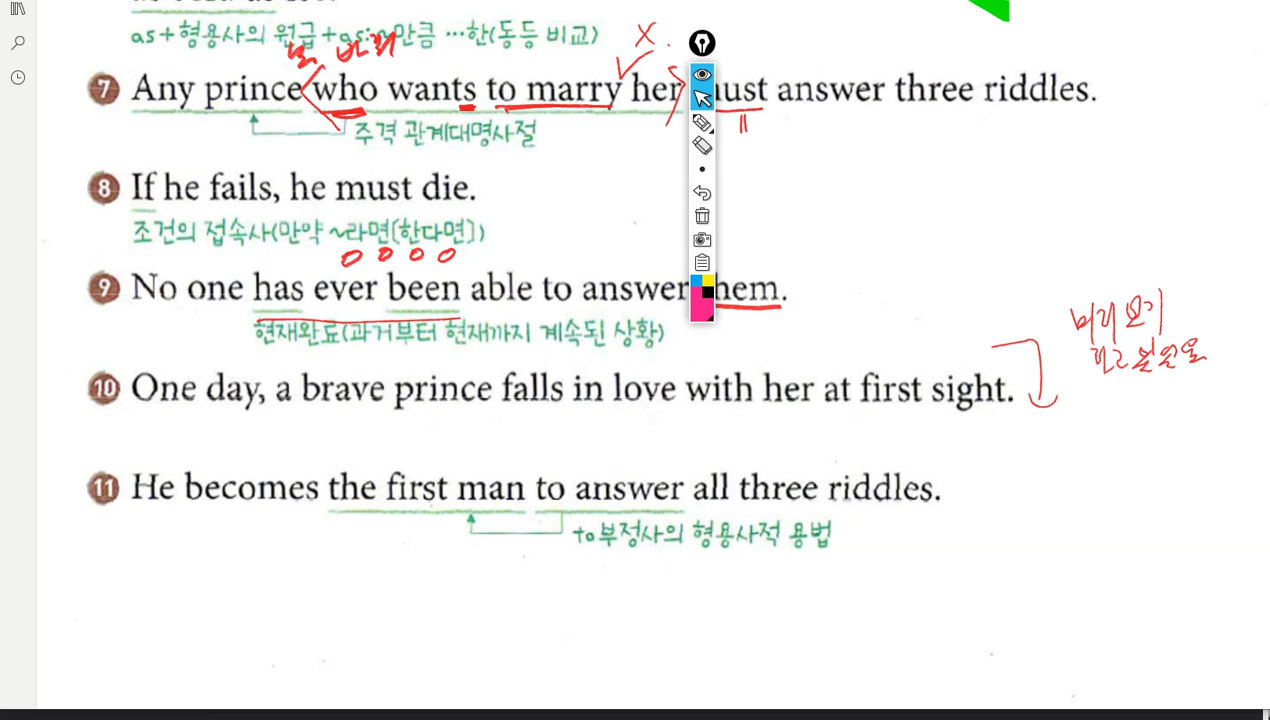 as+형용사의 원급+as: ~만큼 …한(동등 비교)
X.
7 Any prince who wants to marry her must answer three riddles.
주격 관계대명사절
8 If he fails, he must die.
조건의 접속사(만약 ~라면[한다면])
9 No one has ever been able to answer them.
현재완료(과거부터 현재까지 계속된 상황)
10 One day, a brave prince falls in love with her at first sight.
11 He becomes the first man to answer all three riddles.
to부정사의 형용사적 용법